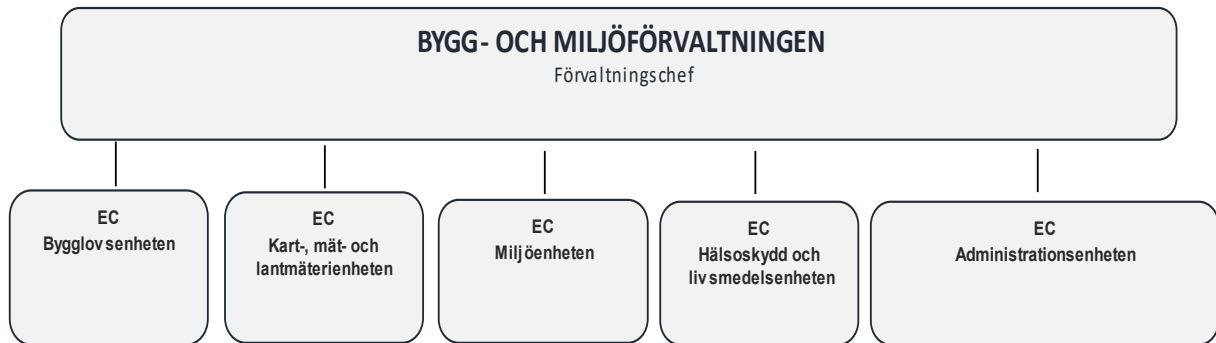 BYGG- OCH MILJÖFÖRVALTNINGEN
Förvaltningschef
EC
Bygglovsenheten
EC
Kart-, mät- och
lantmäterienheten
EC
Miljöenheten
EC
Hälsoskydd och
livsmedelsenheten
EC
Administrationsenheten